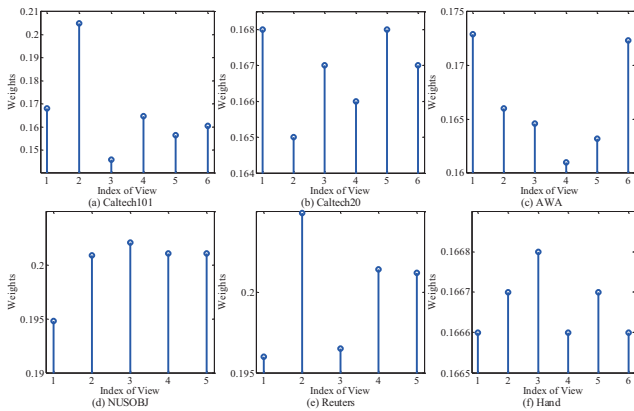 0.21
0.2
0.19
0.18
0.17
0.16
0.15
Weights
1 2 3 4 5 6
Index of View
(a) Caltech101
0.168
0.167
0.166
0.165
0.164
Weights
1 2 3 4 5 6
Index of View
(b) Caltech20
0.175
0.17
0.165
0.16
Weights
1 2 3 4 5 6
Index of View
(c) AWA
0.2
0.195
0.19
Weights
1 2 3 4 5
Index of View
(d) NUSOBJ
0.2
0.195
Weights
1 2 3 4 5
Index of View
(e) Reuters
0.1668
0.1667
0.1666
0.1665
Weights
1 2 3 4 5 6
Index of View
(f) Hand